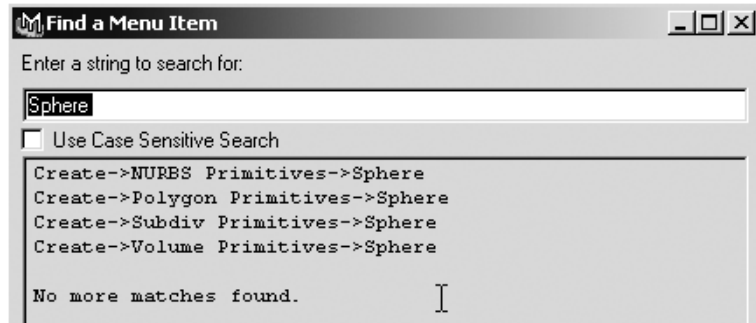 Find a Menu Item
Enter a string to search for:
Sphere
Use Case Sensitive Search
Create->NURBS Primitives->Sphere
Create->Polygon Primitives->Sphere
Create->Subdiv Primitives->Sphere
Create->Volume Primitives->Sphere
No more matches found.